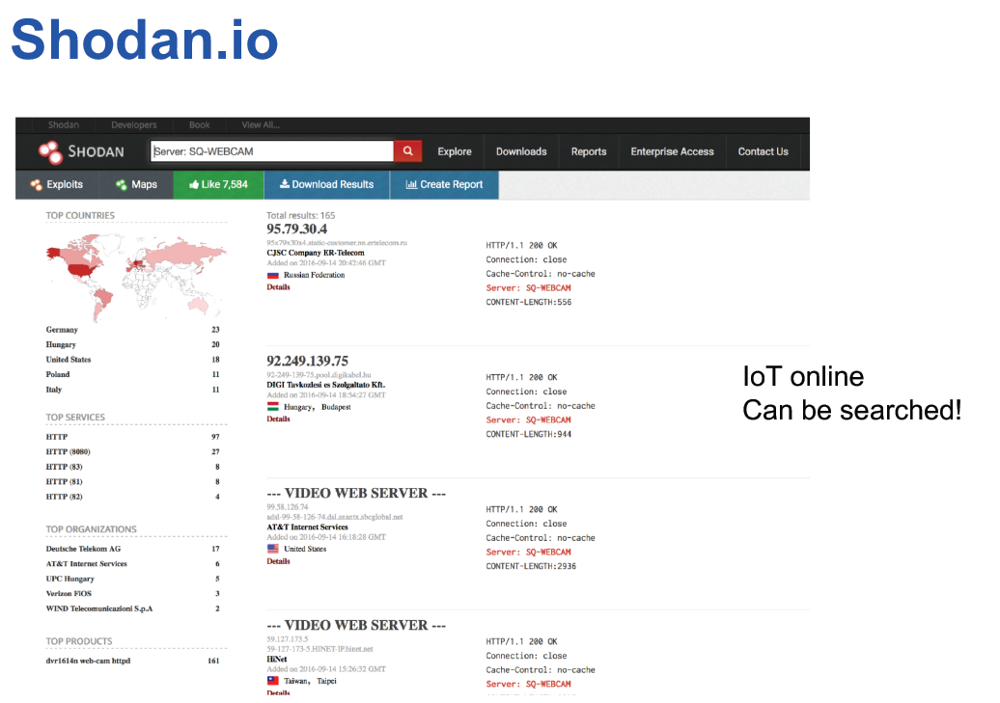 Shodan.io
Shodan Developers Book View All...
SHODAN Server: SQ-WEBCAM Explore Downloads Reports Enterprise Access Contact Us
Exploits Maps Like 7,584 Download Results Create Report
TOP COUNTRIES
Germany 23
Hungary 20
United States 18
Poland 11
Italy 11
TOP SERVICES
HTTP 97
HTTP (8080) 27
HTTP (83) 8
HTTP (81) 8
HTTP (82) 4
TOP ORGANIZATIONS
Deutsche Telekom AG 17
AT&T Internet Services 6
UPC Hungary 5
Verizon FIOS 3
WIND Telecomunicazioni S.p.A 2
TOP PRODUCTS
dvr1614n web-cam httpd 161
Total results: 165
95.79.30.4
95x79x30x4.static-customer.nn.ertelecom.ru
CJSC Company ER-Telecom
Added on 2016-09-14 20:42:46 GMT
Russian Federation
Details
HTTP/1.1 200 OK
Connection: close
Cache-Control: no-cache
Server: SQ-WEBCAM
CONTENT-LENGTH:556
92.249.139.75
92-249-139-75.pool.digikabel.hu
DIGI Tavkozlesi es Szolgaltato Kft.
Added on 2016-09-14 18:54:27 GMT
Hungary, Budapest
Details
HTTP/1.1 200 OK
Connection: close
Cache-Control: no-cache
Server: SQ-WEBCAM
CONTENT-LENGTH:944
--- VIDEO WEB SERVER ---
99.58.126.74
adsl-99-58-126-74.dsl.snantx.sbcglobal.net
AT&T Internet Services
Added on 2016-09-14 16:18:28 GMT
United States
Details
HTTP/1.1 200 OK
Connection: close
Cache-Control: no-cache
Server: SQ-WEBCAM
CONTENT-LENGTH:2936
--- VIDEO WEB SERVER ---
59.127.173.5
59-127-173-5.HINET-IP.hinet.net
HiNet
Added on 2016-09-14 15:26:32 GMT
Taiwan, Taipei
Details
HTTP/1.1 200 OK
Connection: close
Cache-Control: no-cache
Server: SQ-WEBCAM
IoT online
Can be searched!